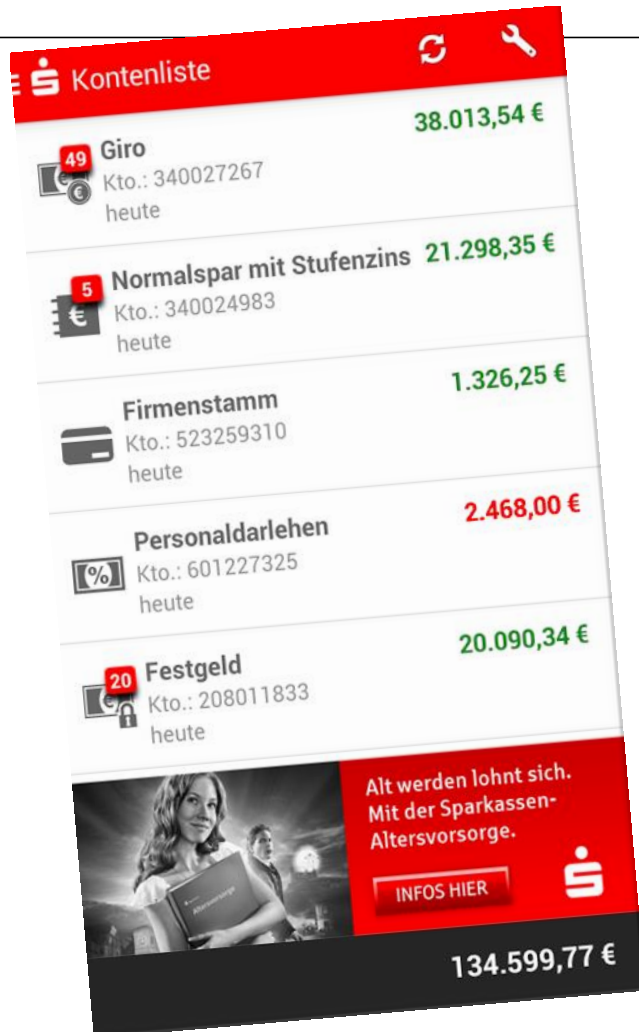 Kontenliste
49
Giro
38.013,54 €
Kto.: 340027267
heute
5
Normalspar mit Stufenzins 21.298,35 €
Kto.: 340024983
heute
Firmenstamm
1.326,25 €
Kto.: 523259310
heute
Personaldarlehen
2.468,00 €
Kto.: 601227325
heute
20
Festgeld
20.090,34 €
Kto.: 208011833
heute
Alt werden lohnt sich.
Mit der Sparkassen-
Altersvorsorge.
Altersvorsorge
INFOS HIER
134.599,77 €